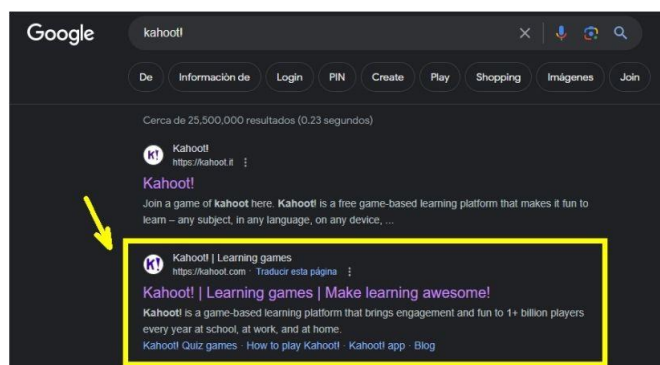 Google
kahoot!
De Información de Login PIN Create Play Shopping Imágenes Join
Cerca de 25,500,000 resultados (0.23 segundos)
K!
Kahoot!
https://kahoot.it
Kahoot!
Join a game of kahoot here. Kahoot! is a free game-based learning platform that makes it fun to
learn – any subject, in any language, on any device, ...
K!
Kahoot! | Learning games
https://kahoot.com · Traducir esta página
Kahoot! | Learning games | Make learning awesome!
Kahoot! is a game-based learning platform that brings engagement and fun to 1+ billion players
every year at school, at work, and at home.
Kahoot! Quiz games · How to play Kahoot! · Kahoot! app · Blog